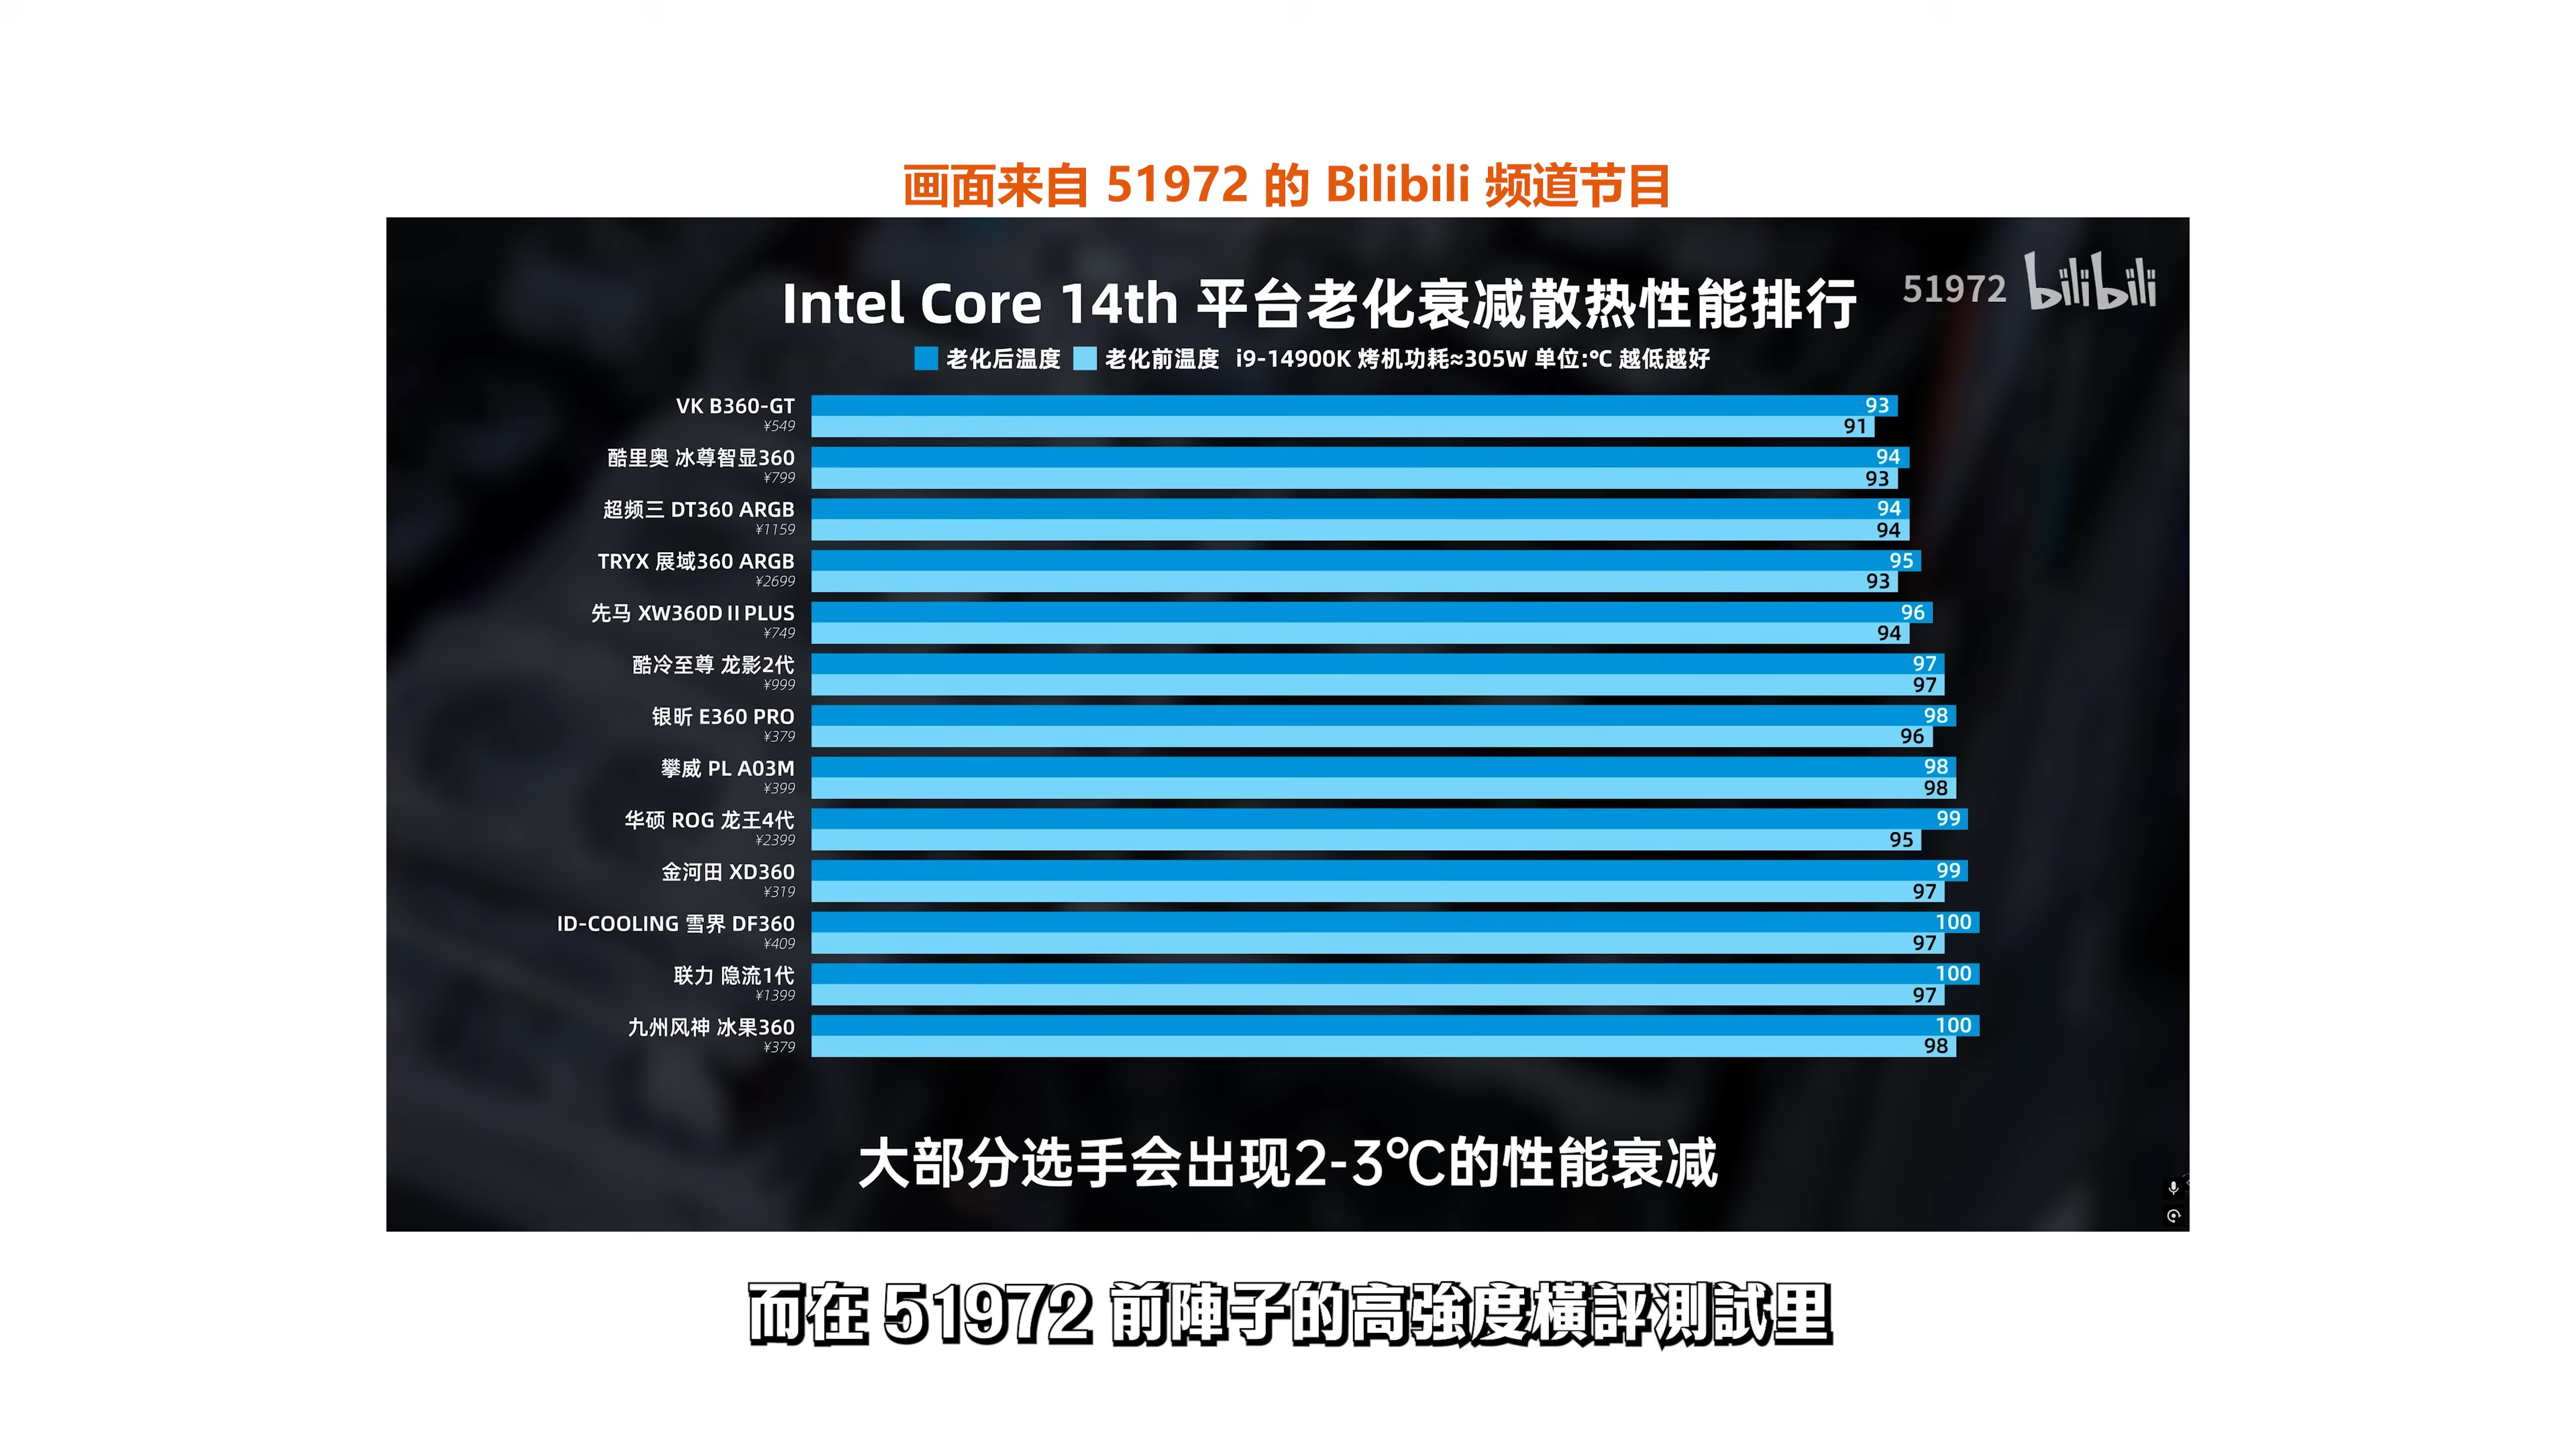 画面来自 51972 的 Bilibili 频道节目
51972 bilibili
Intel Core 14th 平台老化衰减散热性能排行
老化后温度 老化前温度 i9-14900K 烤机功耗≈305W 单位:℃ 越低越好
VK B360-GT
¥549
93
91
酷里奥 冰尊智显360
¥799
94
93
超频三 DT360 ARGB
¥1159
94
94
TRYX 展域360 ARGB
¥2699
95
93
先马 XW360D II PLUS
¥749
96
94
酷冷至尊 龙影2代
¥999
97
97
银昕 E360 PRO
¥379
98
96
攀威 PL A03M
¥399
98
98
华硕 ROG 龙王4代
¥2399
99
95
金河田 XD360
¥319
99
97
ID-COOLING 雪界 DF360
¥409
100
97
联力 隐流1代
¥1399
100
97
九州风神 冰果360
¥379
100
98
大部分选手会出现2-3℃的性能衰减
而在 51972 前陣子的高強度橫評測試里